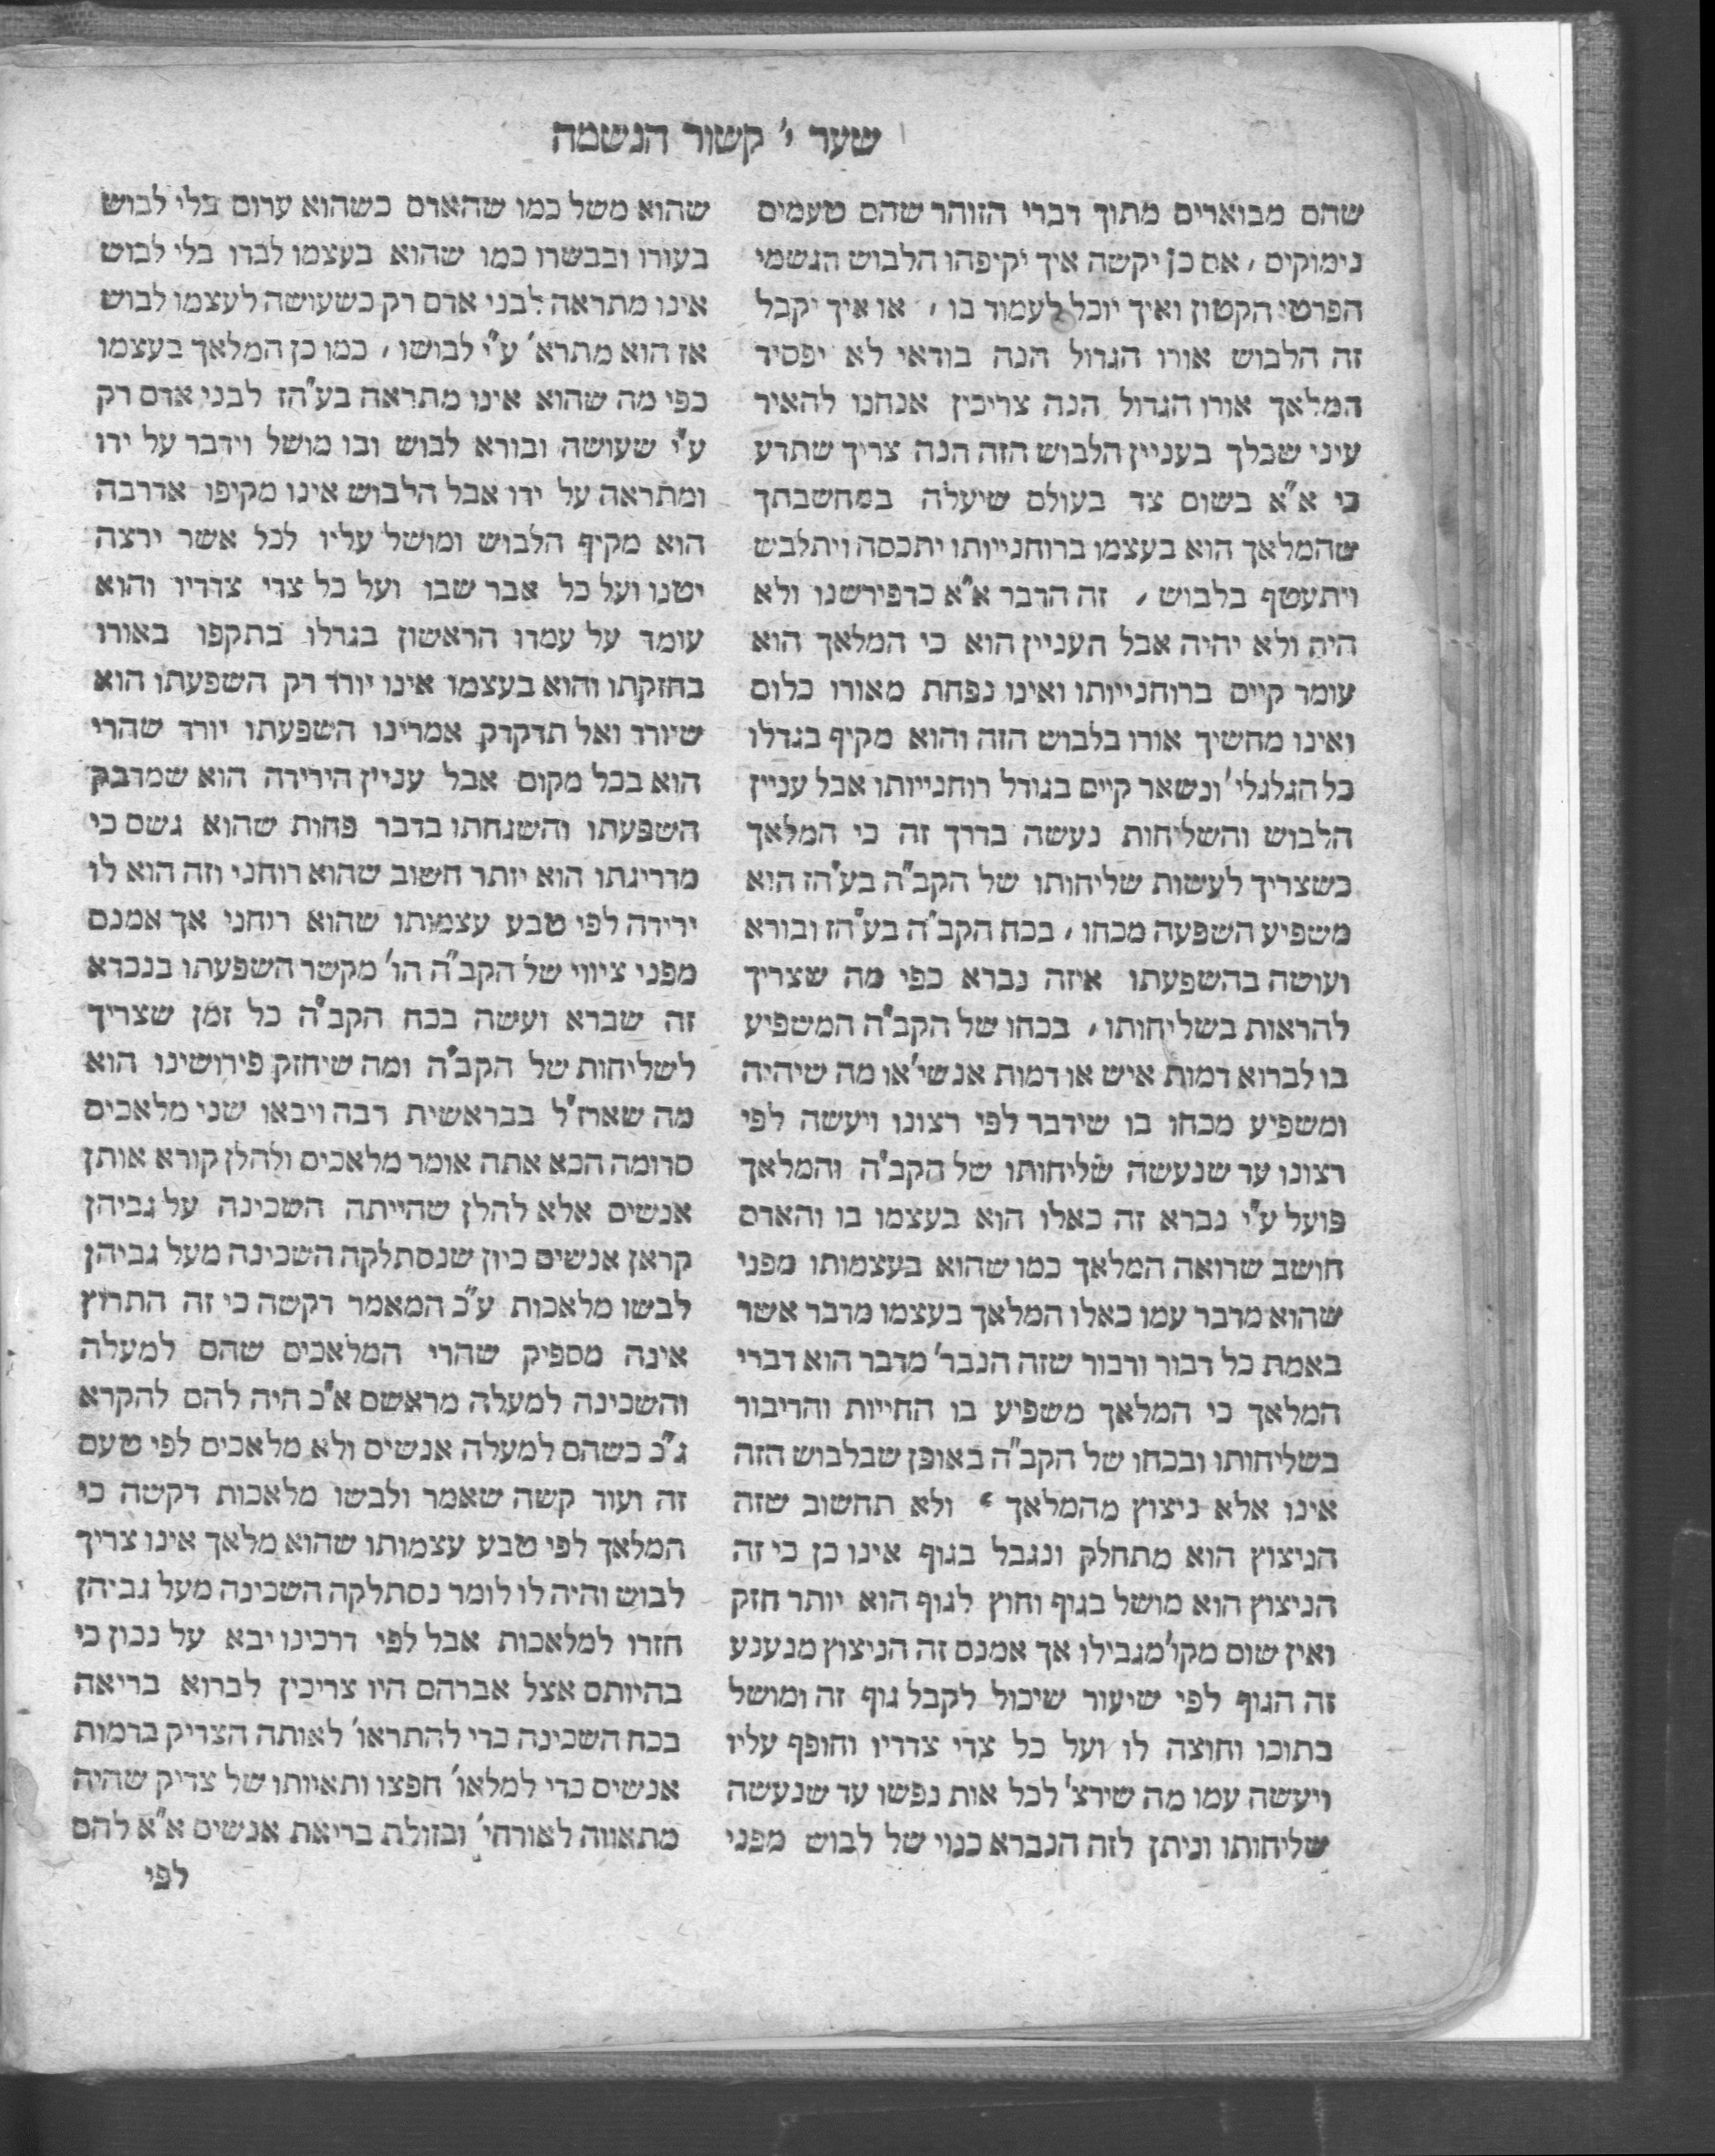 שער י' קשור הנשמה
שהם מבוארים מתוך דברי הזוהר שהם טעמים
נימוקים, אם כן יקשה איך יקיפהו הלבוש הגשמי
הפרטי הקטון ואיך יוכל לעמוד בו, או איך יקבל
זה הלבוש אורו הגדול הנה בודאי לא יפסיד
המלאך אורו הגדול הנה צריכין אנחנו להאיר
עיני שכלך בעניין הלבוש הזה הנה צריך שתדע
כי א"א בשום צד בעולם שיעלה במחשבתך
שהמלאך הוא בעצמו ברוחנייותו יתכסה ויתלבש
ויתעטף בלבוש, זה הדבר א"א כדפירשנו ולא
היה ולא יהיה אבל העניין הוא כי המלאך הוא
עומד קיים ברוחנייותו ואינו נפחת מאורו כלום
ואינו מחשיך אורו בלבוש הזה והוא מקיף בגדלו
כל הגלגלי' ונשאר קיים בגודל רוחנייותו אבל עניין
הלבוש והשליחות נעשה בדרך זה כי המלאך
כשצריך לעשות שליחותו של הקב"ה בע"הז הוא
משפיע השפעה מכחו, בכח הקב"ה בע"הז ובורא
ועושה בהשפעתו איזה נברא כפי מה שצריך
להראות בשליחותו, בכחו של הקב"ה המשפיע
בו לברוא דמות איש או דמות אנשי' או מה שיהיה
ומשפיע מכחו בו שידבר לפי רצונו ויעשה לפי
רצונו עד שנעשה שליחותו של הקב"ה והמלאך
פועל ע"י נברא זה כאלו הוא בעצמו בו והאדם
חושב שרואה המלאך כמו שהוא בעצמותו מפני
שהוא מדבר עמו כאלו המלאך בעצמו מדבר אשר
באמת כל דבור ודבור שזה הנבר' מדבר הוא דברי
המלאך כי המלאך משפיע בו החייות והדיבור
בשליחותו ובכחו של הקב"ה באופן שבלבוש הזה
אינו אלא ניצוץ מהמלאך, ולא תחשוב שזה
הניצוץ הוא מתחלק ונגבל בגוף אינו כן כי זה
הניצוץ הוא מושל בגוף וחוץ לגוף הוא יותר חזק
ואין שום מקו' מגבילו אך אמנם זה הניצוץ מנענע
זה הגוף לפי שיעור שיכול לקבל גוף זה ומושל
בתוכו וחוצה לו ועל כל צדי צדדיו וחופף עליו
ויעשה עמו מה שירצ' לכל אות נפשו עד שנעשה
שליחותו וניתן לזה הנברא כנוי של לבוש מפני
שהוא משל כמו שהאדם כשהוא ערום בלי לבוש
בעורו ובבשרו כמו שהוא בעצמו לבדו בלי לבוש
אינו מתראה לבני אדם רק כשעושה לעצמו לבוש
אז הוא מתרא' ע"י לבושו, כמו כן המלאך בעצמו
כפי מה שהוא אינו מתראה בע"הז לבני אדם רק
ע"י שעושה ובורא לבוש ובו מושל וידבר על ידו
ומתראה על ידו אבל הלבוש אינו מקיפו אדרבה
הוא מקיף הלבוש ומושל עליו לכל אשר ירצה
יטנו ועל כל אבר שבו ועל כל צדי צדדיו והוא
עומד על עמדו הראשון בגדלו בתקפו באורו
בחזקתו והוא בעצמו אינו יורד רק השפעתו הוא
שיורד ואל תדקדק אמרינו השפעתו יורד שהרי
הוא בכל מקום אבל עניין הירידה הוא שמדבק
השפעתו והשגחתו בדבר פחות שהוא גשם כי
מדריגתו הוא יותר חשוב שהוא רוחני וזה הוא לו
ירידה לפי טבע עצמותו שהוא רוחני אך אמנם
מפני ציווי של הקב"ה הו' מקשר השפעתו בנברא
זה שברא ועשה בכח הקב"ה כל זמן שצריך
לשליחות של הקב"ה ומה שיחזק פירושינו הוא
מה שארז"ל בבראשית רבה ויבאו שני מלאכים
סדומה הכא אתה אומר מלאכים ולהלן קורא אותן
אנשים אלא להלן שהייתה השכינה על גביהן
קראן אנשים כיון שנסתלקה השכינה מעל גביהן
לבשו מלאכות ע"כ המאמר דקשה כי זה התרוץ
אינה מספיק שהרי המלאכים שהם למעלה
והשכינה למעלה מראשם א"כ היה להם להקרא
ג"כ כשהם למעלה אנשים ולא מלאכים לפי טעם
זה ועוד קשה שאמר ולבשו מלאכות דקשה כי
המלאך לפי טבע עצמותו שהוא מלאך אינו צריך
לבוש והיה לו לומר נסתלקה השכינה מעל גביהן
חזרו למלאכות אבל לפי דרכינו יבא על נכון כי
בהיותם אצל אברהם היו צריכין לברוא בריאה
בכח השכינה כדי להתראו' לאותה הצדיק בדמות
אנשים כדי למלאו' חפצו ותאיותו של צדיק שהיה
מתאווה לאורחי' ובזולת בריאת אנשים א"א להם
לפי